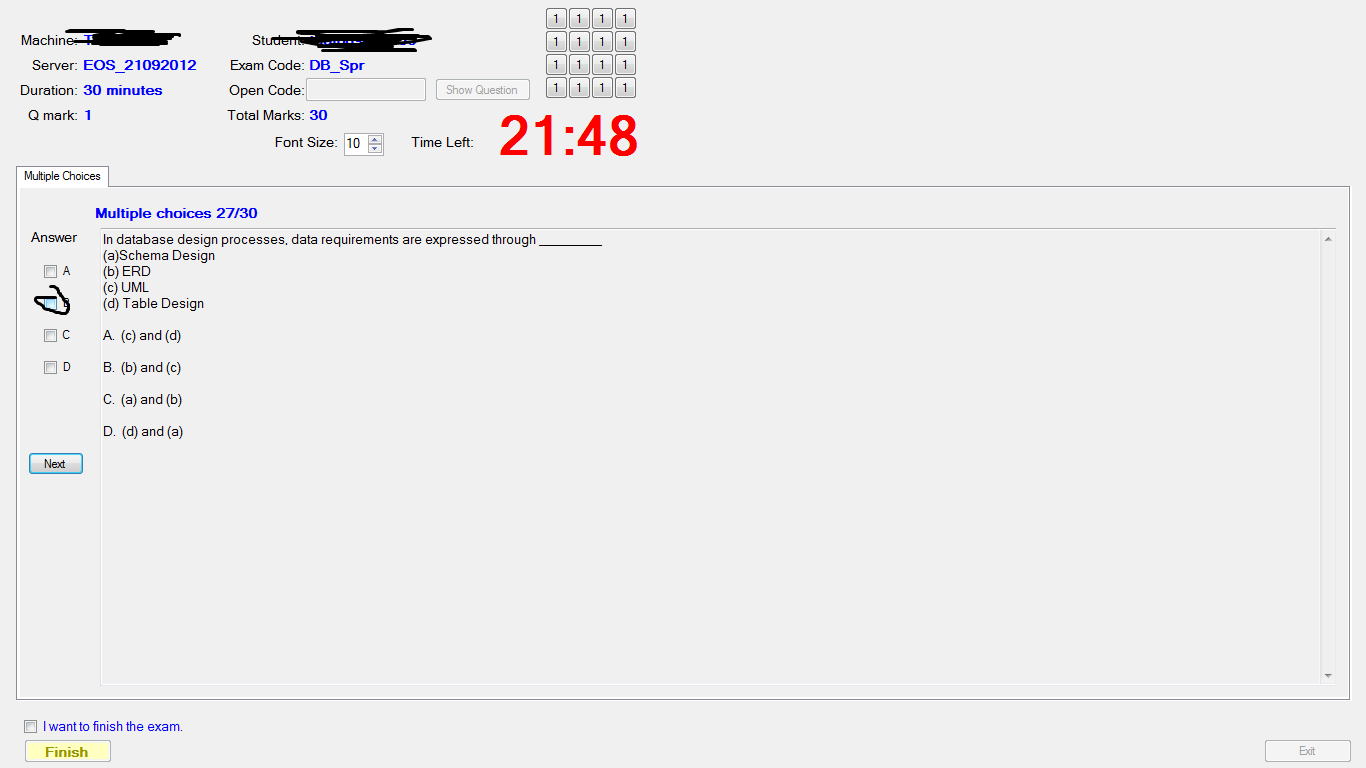 Machine:
Student:
Server: EOS_21092012
Exam Code: DB_Spr
Duration: 30 minutes
Open Code:
Show Question
Q mark: 1
Total Marks: 30
1 1 1 1
1 1 1 1
1 1 1 1
1 1 1 1
Font Size: 10
Time Left: 21:48
Multiple Choices
Multiple choices 27/30
Answer
A
C
D
Next
In database design processes, data requirements are expressed through _________
(a)Schema Design
(b) ERD
(c) UML
(d) Table Design
A. (c) and (d)
B. (b) and (c)
C. (a) and (b)
D. (d) and (a)
I want to finish the exam.
Finish
Exit